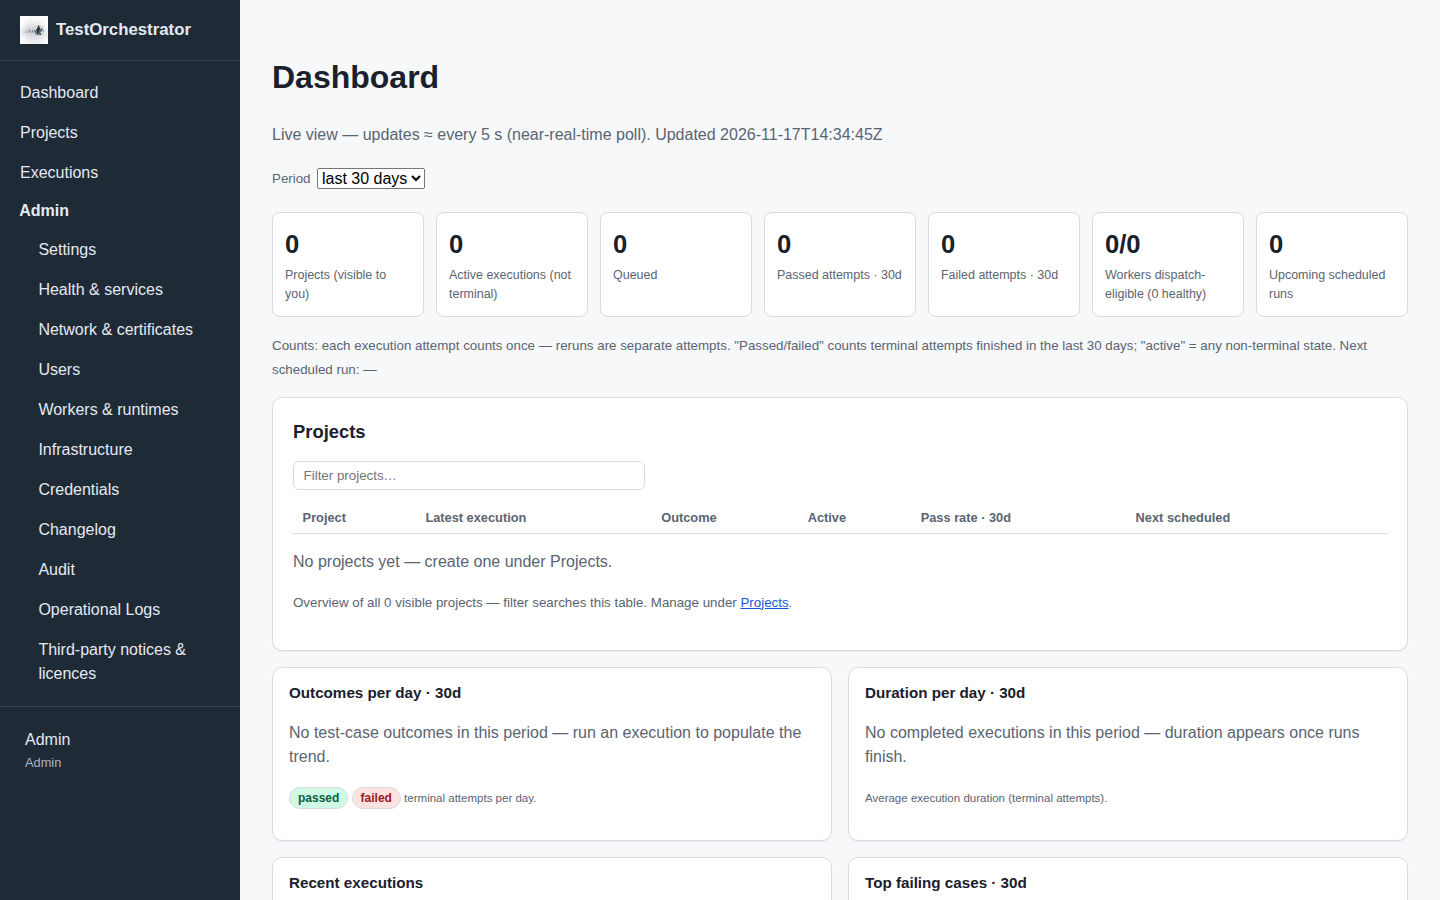 TestOrchestrator
Dashboard
Projects
Executions
Admin
Settings
Health & services
Network & certificates
Users
Workers & runtimes
Infrastructure
Credentials
Changelog
Audit
Operational Logs
Third-party notices &
licences
Admin
Admin
Dashboard
Live view — updates ≈ every 5 s (near-real-time poll). Updated 2026-11-17T14:34:45Z
Period last 30 days
0
Projects (visible to
you)
0
Active executions (not
terminal)
0
Queued
0
Passed attempts · 30d
0
Failed attempts · 30d
0/0
Workers dispatch-
eligible (0 healthy)
0
Upcoming scheduled
runs
Counts: each execution attempt counts once — reruns are separate attempts. "Passed/failed" counts terminal attempts finished in the last 30 days; "active" = any non-terminal state. Next
scheduled run: —
Projects
Filter projects…
Project Latest execution Outcome Active Pass rate · 30d Next scheduled
No projects yet — create one under Projects.
Overview of all 0 visible projects — filter searches this table. Manage under Projects.
Outcomes per day · 30d
No test-case outcomes in this period — run an execution to populate the
trend.
passed failed terminal attempts per day.
Duration per day · 30d
No completed executions in this period — duration appears once runs
finish.
Average execution duration (terminal attempts).
Recent executions
Top failing cases · 30d